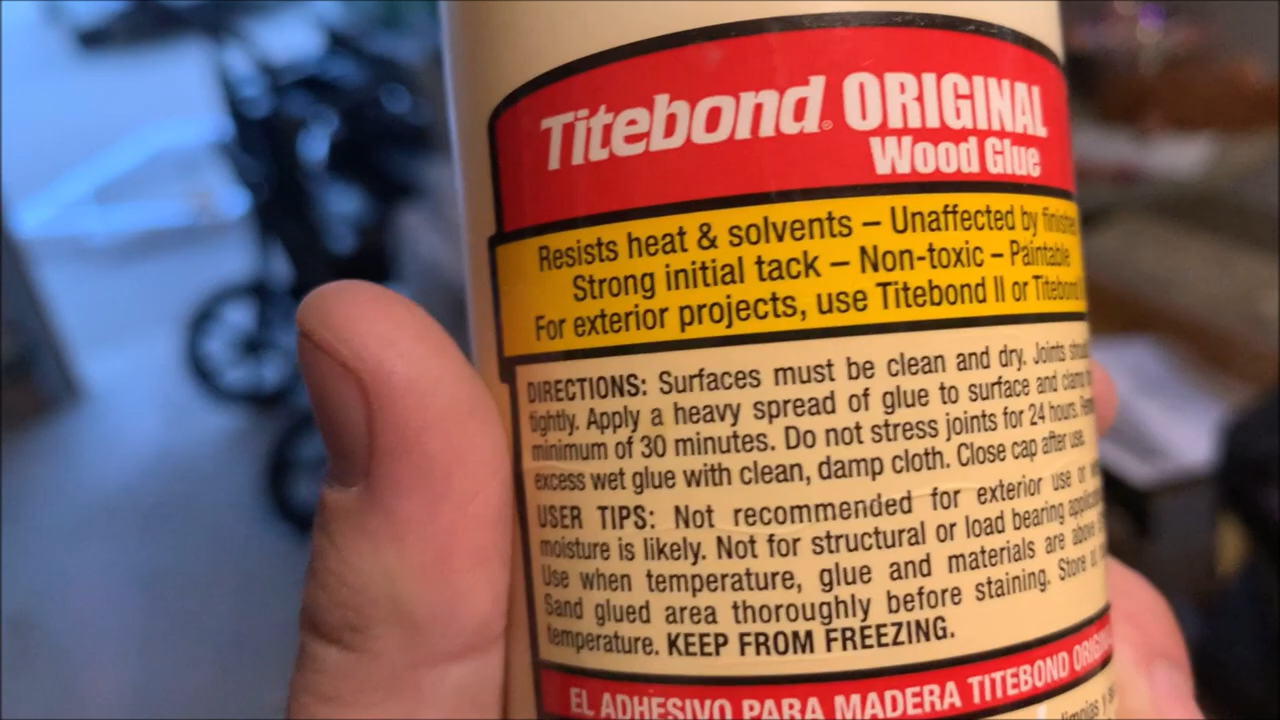 Titebond® ORIGINAL
Wood Glue
Resists heat & solvents – Unaffected by
Strong initial tack – Non-toxic – Paintable
For exterior projects, use Titebond II or Titebond
DIRECTIONS: Surfaces must be clean and dry. Joints
tightly. Apply a heavy spread of glue to surface and
minimum of 30 minutes. Do not stress joints for 24 hours.
excess wet glue with clean, damp cloth. Close cap after use.
USER TIPS: Not recommended for exterior use or
moisture is likely. Not for structural or load bearing
Use when temperature, glue and materials are above
Sand glued area thoroughly before staining. Store
temperature. KEEP FROM FREEZING.
EL ADHESIVO PARA MADERA TITEBOND